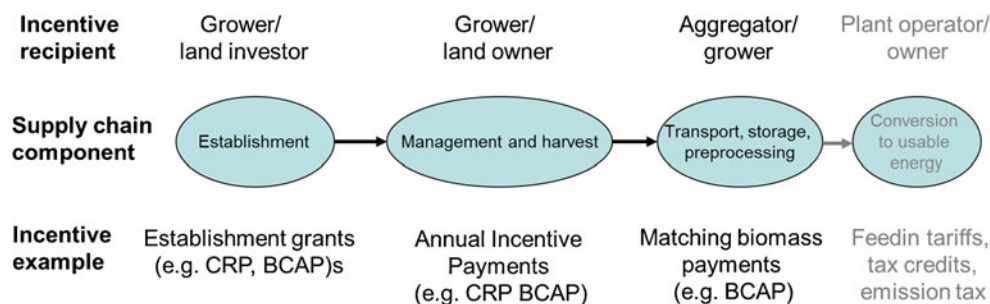 Incentive recipient
Grower/ land investor
Grower/ land owner
Aggregator/ grower
Plant operator/ owner
Supply chain component
Establishment
Management and harvest
Transport, storage, preprocessing
Conversion to usable energy
Incentive example
Establishment grants (e.g. CRP, BCAP)s
Annual Incentive Payments (e.g. CRP BCAP)
Matching biomass payments (e.g. BCAP)
Feedin tariffs, tax credits, emission tax